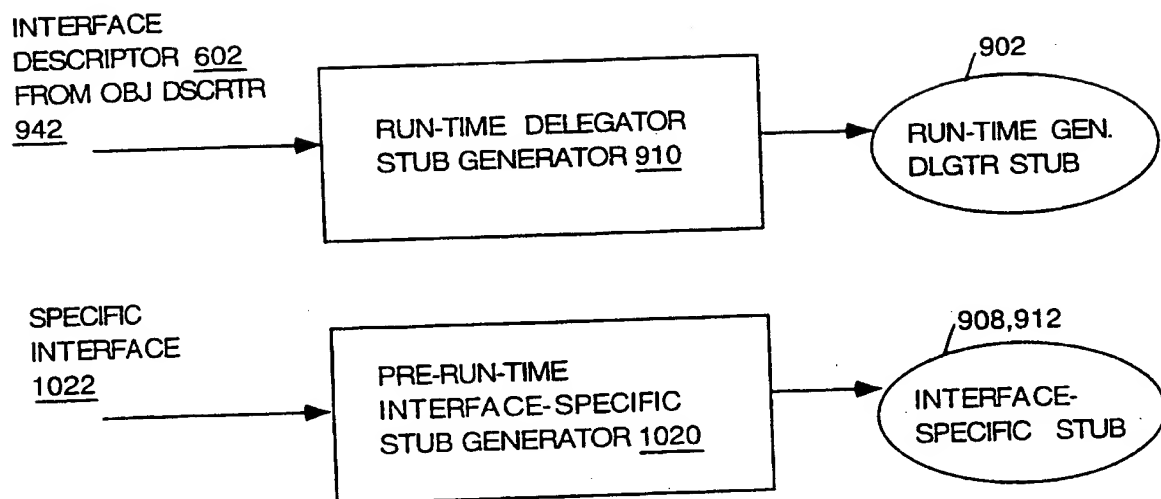 INTERFACE
DESCRIPTOR 602
FROM OBJ DSCRTR
942
RUN-TIME DELEGATOR
STUB GENERATOR 910
902
RUN-TIME GEN.
DLGTR STUB
SPECIFIC
INTERFACE
1022
PRE-RUN-TIME
INTERFACE-SPECIFIC
STUB GENERATOR 1020
908,912
INTERFACE-
SPECIFIC STUB